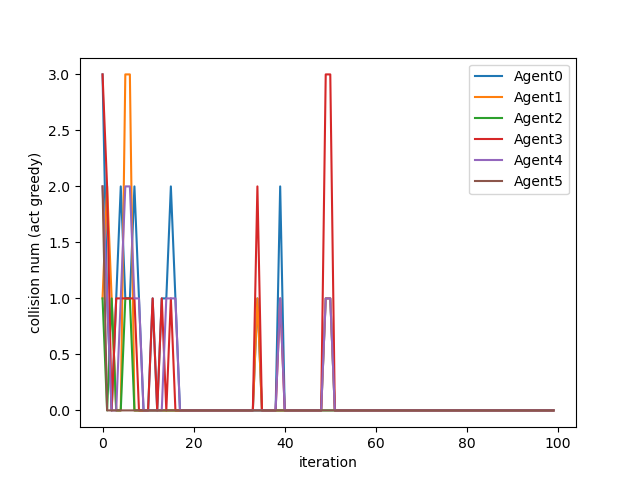 3.0
2.5
2.0
1.5
1.0
0.5
0.0
collision num (act greedy)
0
20
40
60
80
100
iteration
Agent0
Agent1
Agent2
Agent3
Agent4
Agent5